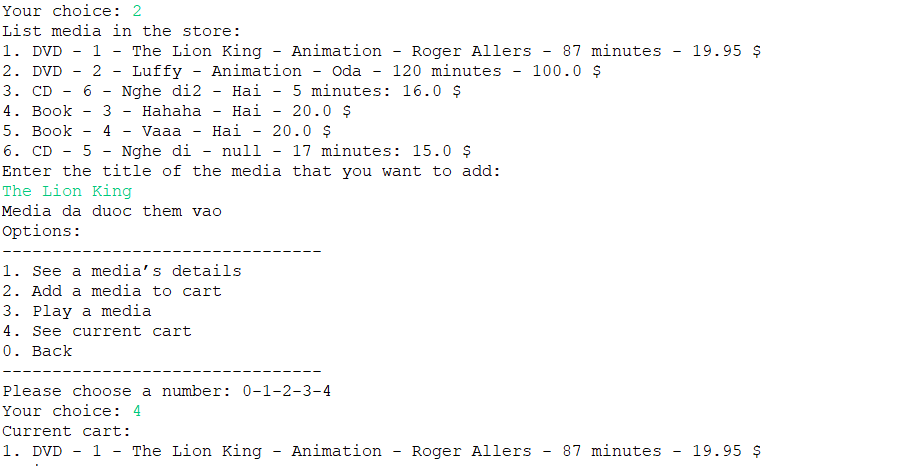 Your choice: 2
List media in the store:
1. DVD - 1 - The Lion King - Animation - Roger Allers - 87 minutes - 19.95 $
2. DVD - 2 - Luffy - Animation - Oda - 120 minutes - 100.0 $
3. CD - 6 - Nghe di2 - Hai - 5 minutes: 16.0 $
4. Book - 3 - Hahaha - Hai - 20.0 $
5. Book - 4 - Vaaa - Hai - 20.0 $
6. CD - 5 - Nghe di - null - 17 minutes: 15.0 $
Enter the title of the media that you want to add:
The Lion King
Media da duoc them vao
Options:
--------------------------------
1. See a media’s details
2. Add a media to cart
3. Play a media
4. See current cart
0. Back
--------------------------------
Please choose a number: 0-1-2-3-4
Your choice: 4
Current cart:
1. DVD - 1 - The Lion King - Animation - Roger Allers - 87 minutes - 19.95 $